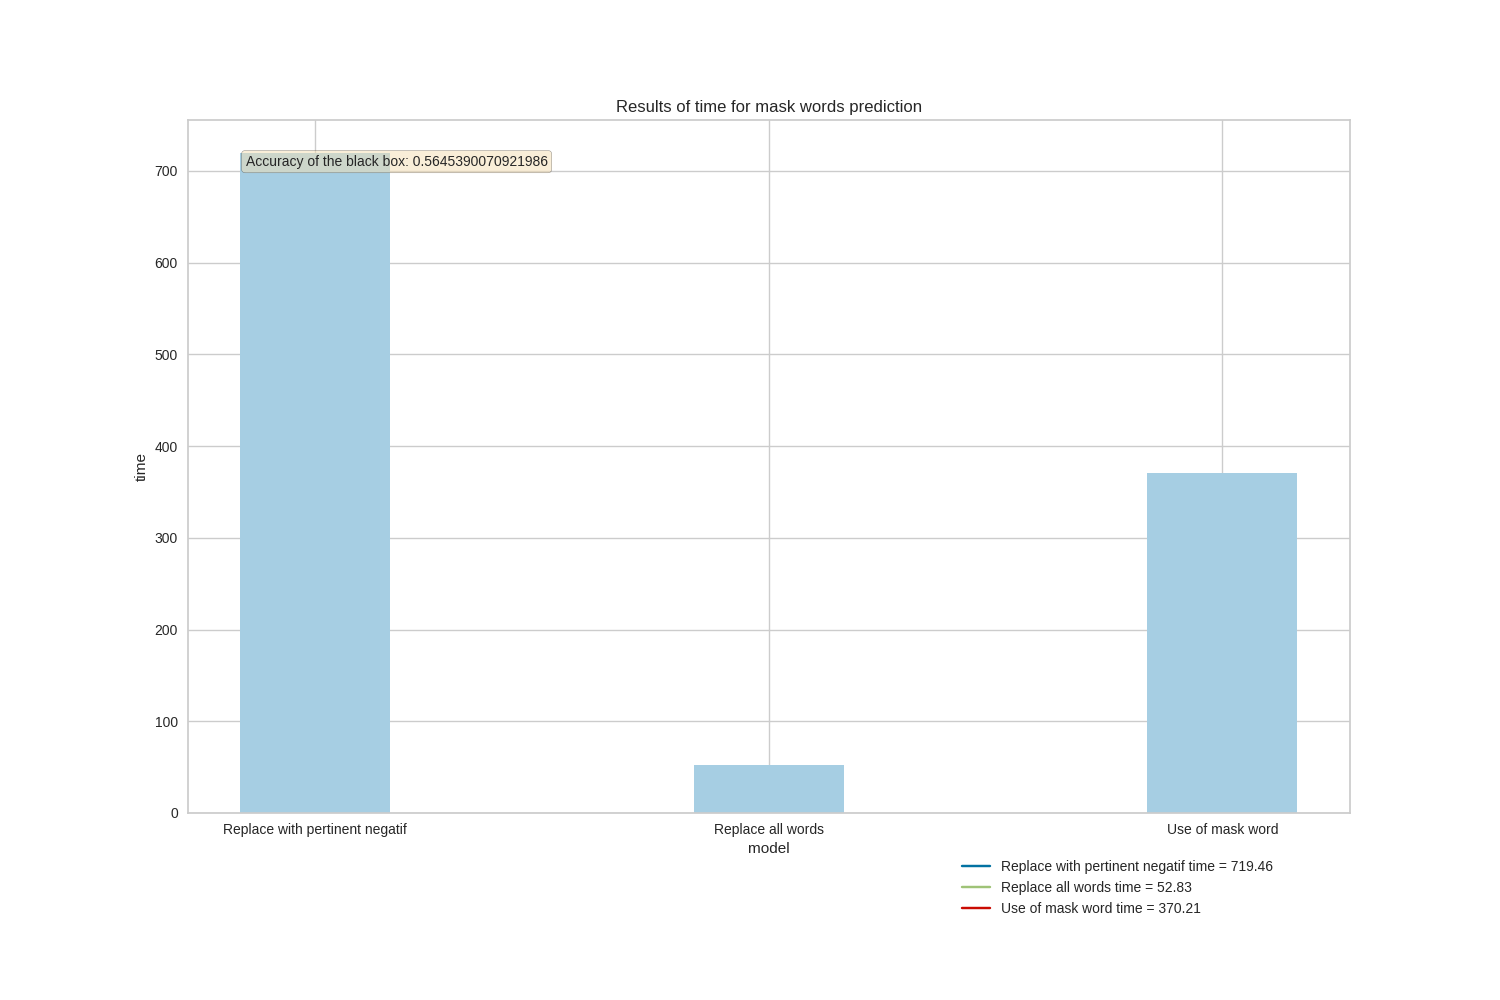 Results of time for mask words prediction
Accuracy of the black box: 0.5645390070921986
700
600
500
400
300
200
100
0
time
Replace with pertinent negatif
Replace all words
Use of mask word
model
Replace with pertinent negatif time = 719.46
Replace all words time = 52.83
Use of mask word time = 370.21